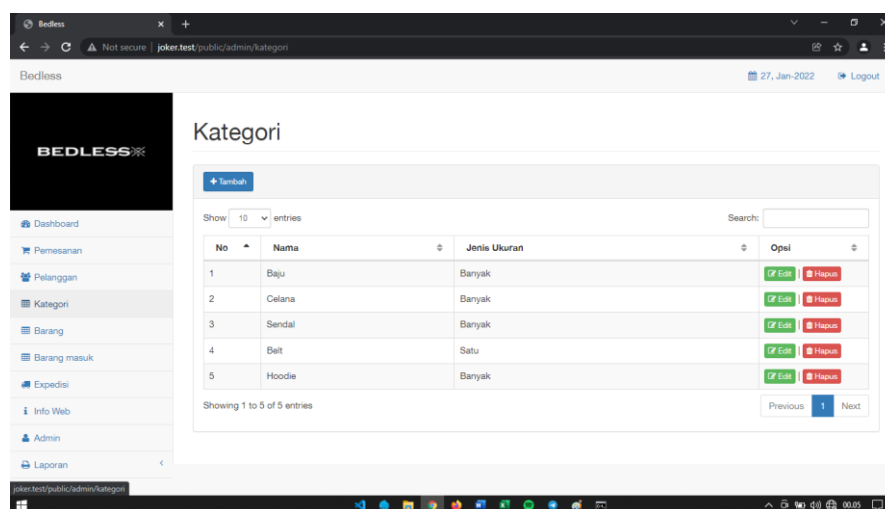 Bedless
Not secure | joker.test/public/admin/kategori
Bedless 27, Jan-2022 Logout
BEDLESS
Kategori
Tambah
Show 10 entries Search:
No Nama Jenis Ukuran Opsi
1 Baju Banyak Edit | Hapus
2 Celana Banyak Edit | Hapus
3 Sendal Banyak Edit | Hapus
4 Belt Satu Edit | Hapus
5 Hoodie Banyak Edit | Hapus
Showing 1 to 5 of 5 entries Previous 1 Next
Dashboard
Pemesanan
Pelanggan
Kategori
Barang
Barang masuk
Expedisi
Info Web
Admin
Laporan
joker.test/public/admin/kategori
00.05